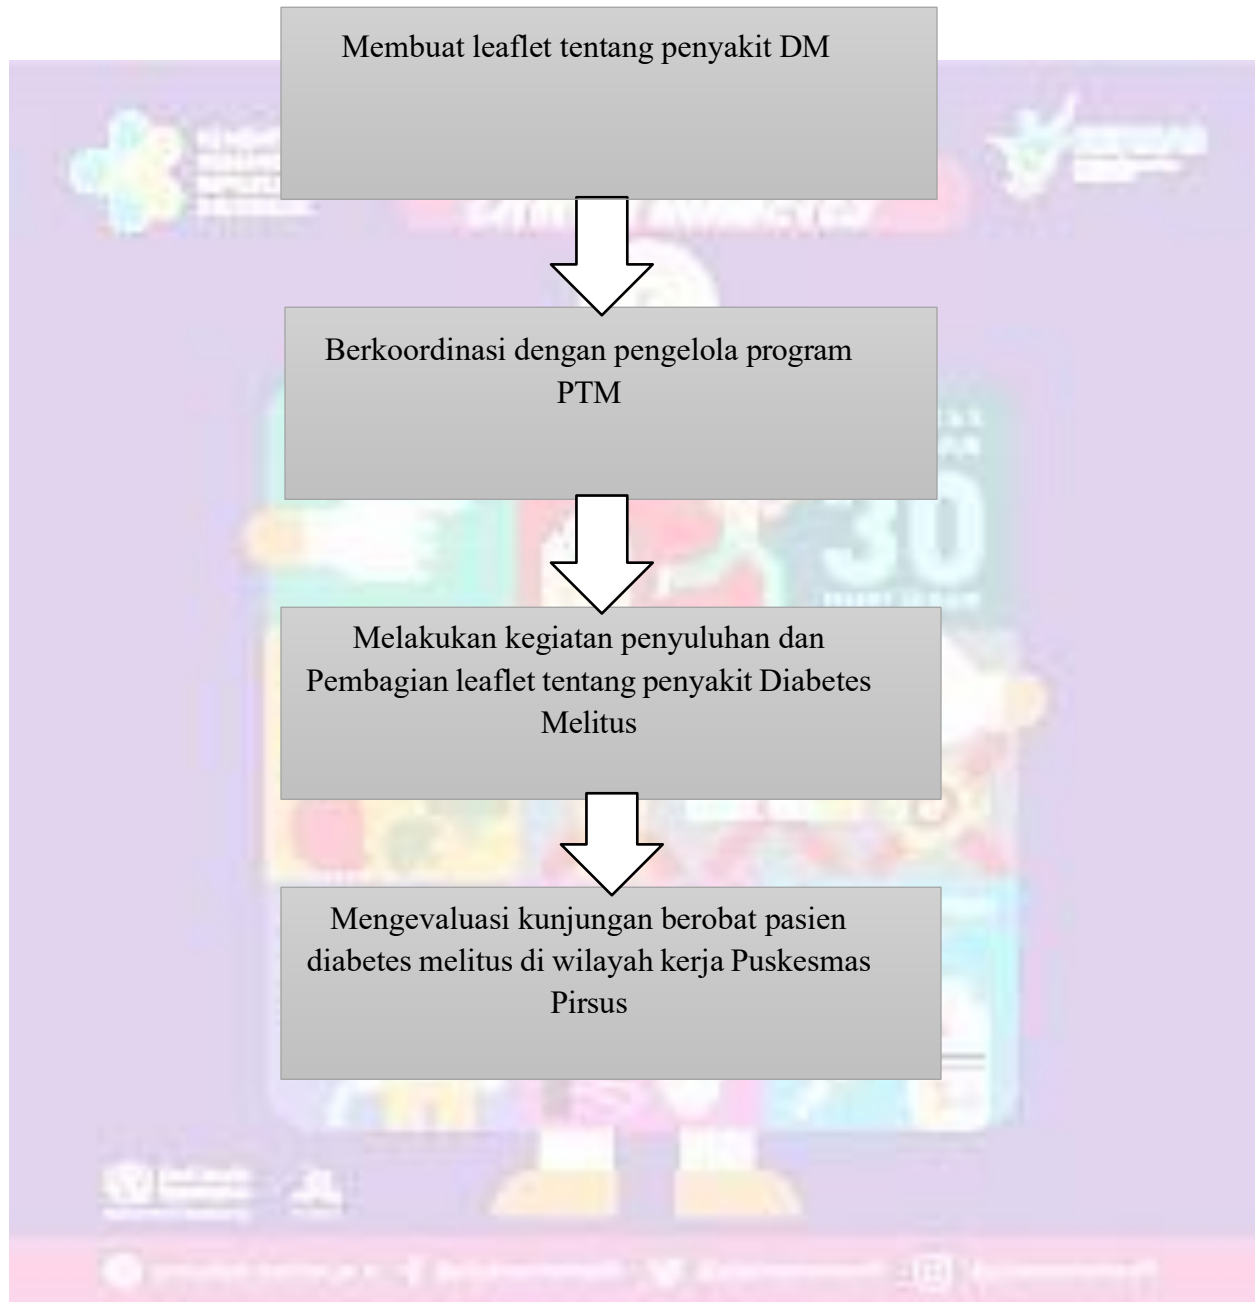 Membuat leaflet tentang penyakit DM
Berkoordinasi dengan pengelola program
PTM
30
Melakukan kegiatan penyuluhan dan
Pembagian leaflet tentang penyakit Diabetes
Melitus
Mengevaluasi kunjungan berobat pasien
diabetes melitus di wilayah kerja Puskesmas
Pirsus